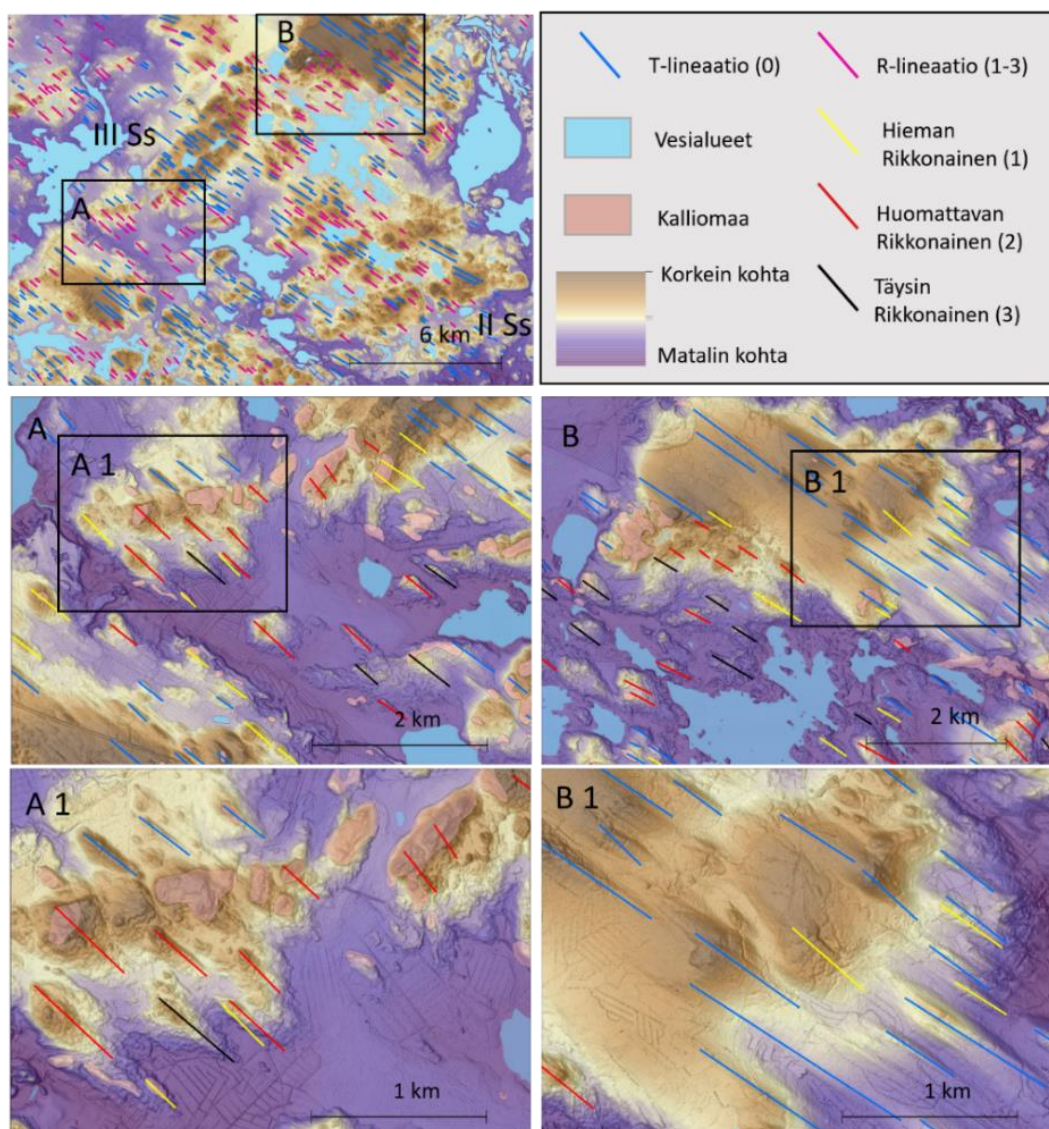 B
III Ss
A
II Ss
6 km
T-lineaatio (0)
R-lineaatio (1-3)
Vesialueet
Hieman
Rikkonainen (1)
Kalliomaa
Huomattavan
Rikkonainen (2)
Korkein kohta
Täysin
Rikkonainen (3)
Matalin kohta
A
A 1
2 km
B
B 1
2 km
A 1
1 km
B 1
1 km